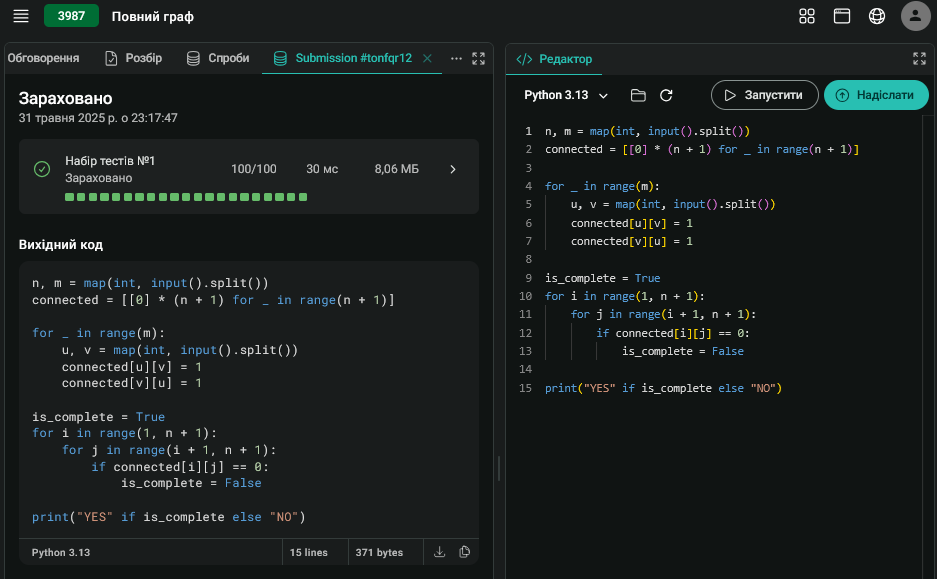 3987 Повний граф
Обговорення Розбір Спроби Submission #tonfqr12
Зараховано
31 травня 2025 р. о 23:17:47
Набір тестів №1
Зараховано
100/100 30 мс 8,06 МБ
Вихідний код
n, m = map(int, input().split())
connected = [[0] * (n + 1) for _ in range(n + 1)]
for _ in range(m):
    u, v = map(int, input().split())
    connected[u][v] = 1
    connected[v][u] = 1
is_complete = True
for i in range(1, n + 1):
    for j in range(i + 1, n + 1):
        if connected[i][j] == 0:
            is_complete = False
print("YES" if is_complete else "NO")
Python 3.13 15 lines 371 bytes
Редактор
Python 3.13 Запустити Надіслати
1 n, m = map(int, input().split())
2 connected = [[0] * (n + 1) for _ in range(n + 1)]
3
4 for _ in range(m):
5     u, v = map(int, input().split())
6     connected[u][v] = 1
7     connected[v][u] = 1
8
9 is_complete = True
10 for i in range(1, n + 1):
11     for j in range(i + 1, n + 1):
12         if connected[i][j] == 0:
13             is_complete = False
14
15 print("YES" if is_complete else "NO")